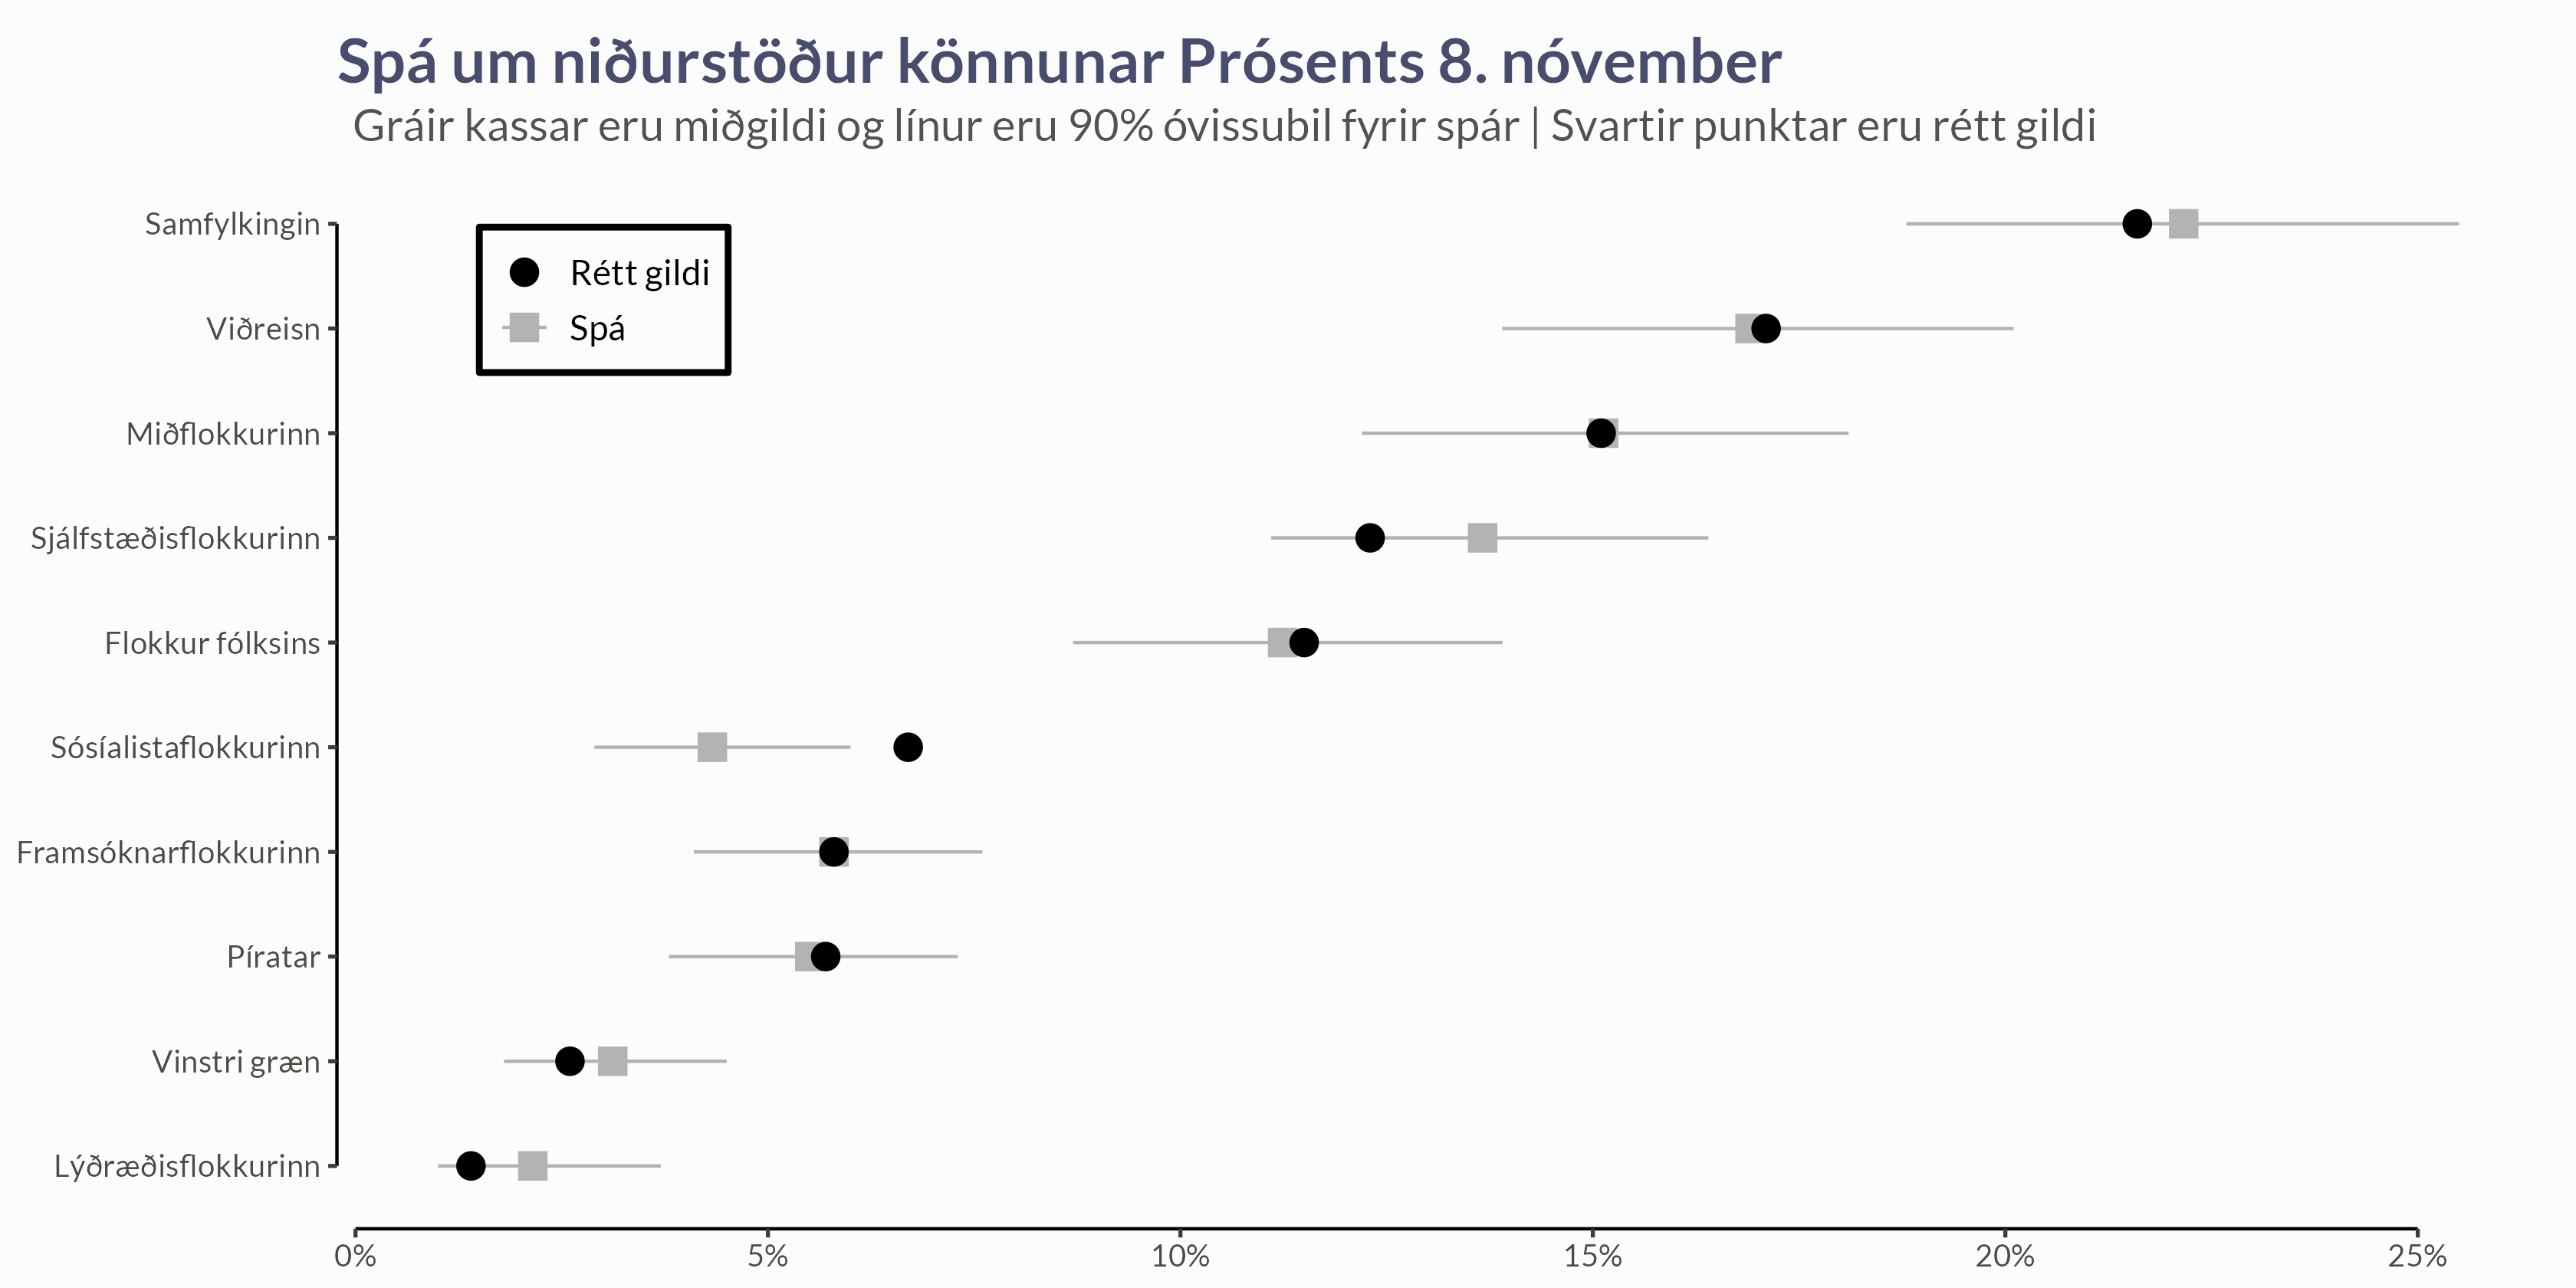 Spá um niðurstöður könnunar Prósents 8. nóvember
Gráir kassar eru miðgildi og línur eru 90% óvissubil fyrir spár | Svartir punktar eru rétt gildi
Samfylkingin
Rétt gildi
Spá
Viðreisn
Miðflokkurinn
Sjálfstæðisflokkurinn
Flokkur fólksins
Sósíalistaflokkurinn
Framsóknarflokkurinn
Píratar
Vinstri græn
Lýðræðisflokkurinn
0% 5% 10% 15% 20% 25%